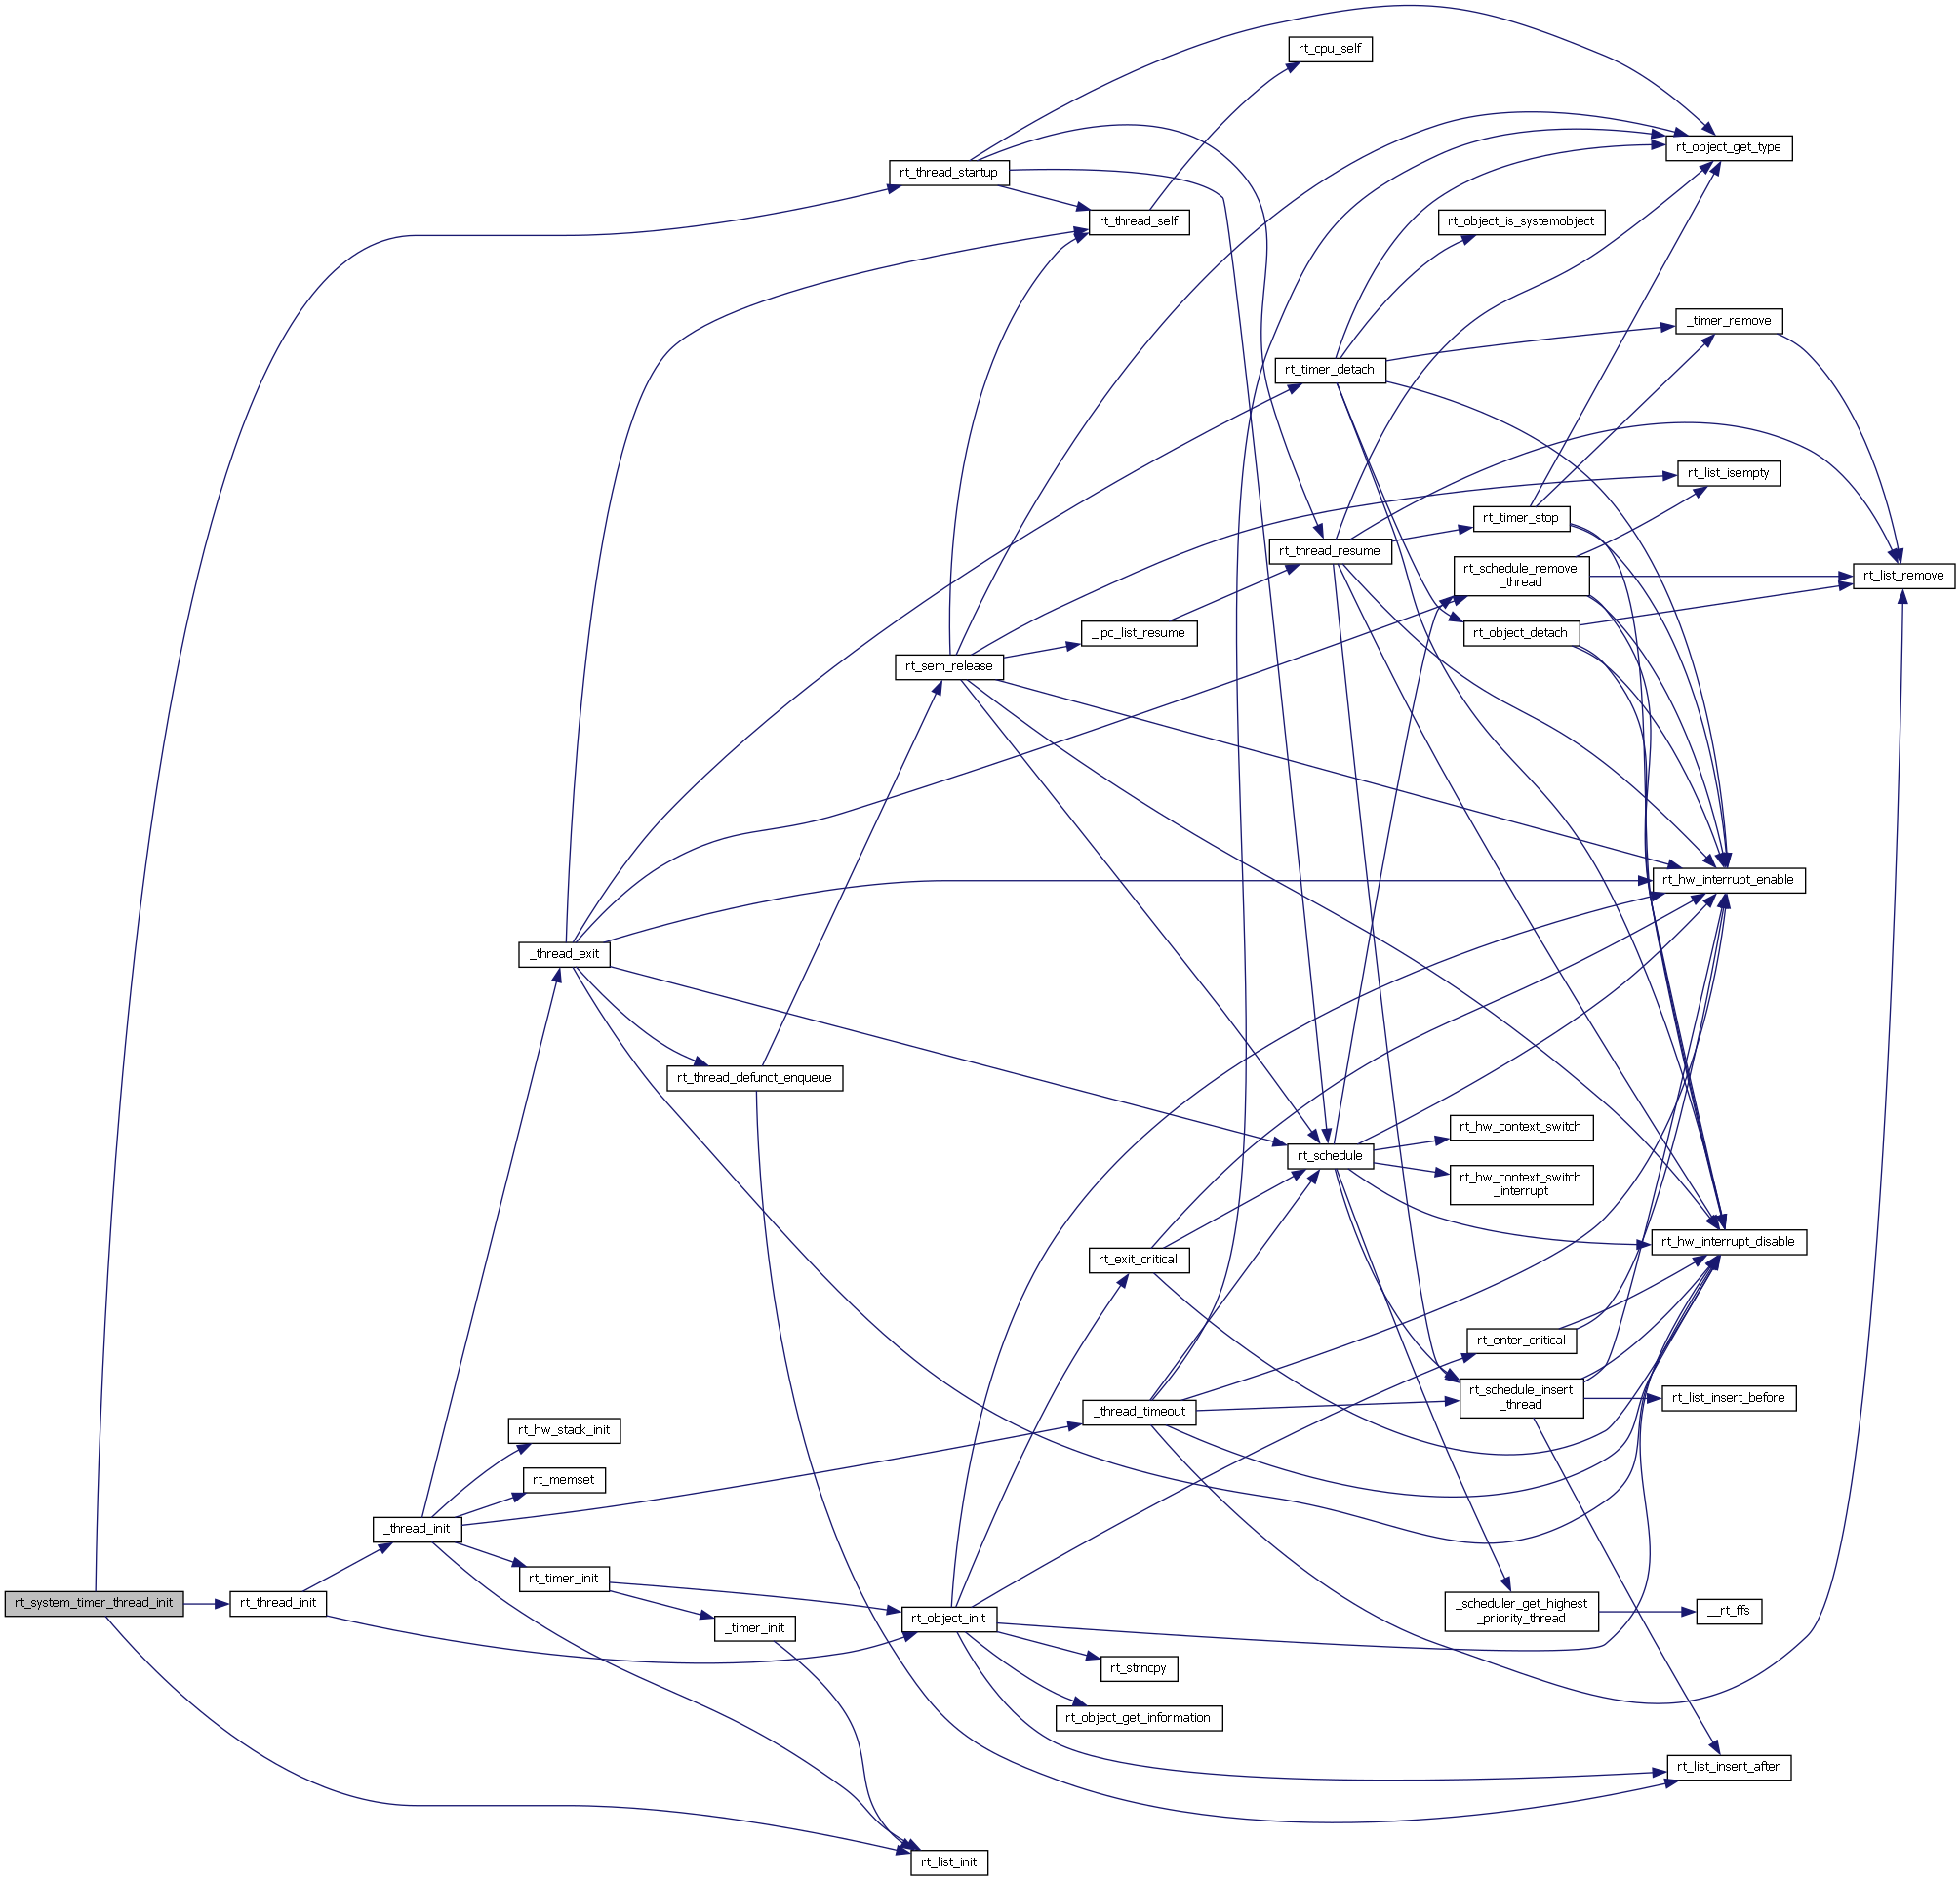 rt_cpu_self
rt_object_get_type
rt_thread_startup
rt_thread_self
rt_object_is_systemobject
_timer_remove
rt_timer_detach
rt_list_isempty
rt_timer_stop
rt_thread_resume
rt_schedule_remove
_thread
rt_list_remove
_ipc_list_resume
rt_object_detach
rt_sem_release
rt_hw_interrupt_enable
_thread_exit
rt_thread_defunct_enqueue
rt_hw_context_switch
rt_schedule
rt_hw_context_switch
_interrupt
rt_hw_interrupt_disable
rt_exit_critical
rt_enter_critical
rt_schedule_insert
_thread
rt_list_insert_before
_thread_timeout
rt_hw_stack_init
rt_memset
_thread_init
rt_timer_init
rt_system_timer_thread_init
rt_thread_init
_scheduler_get_highest
_priority_thread
__rt_ffs
rt_object_init
_timer_init
rt_strncpy
rt_object_get_information
rt_list_insert_after
rt_list_init